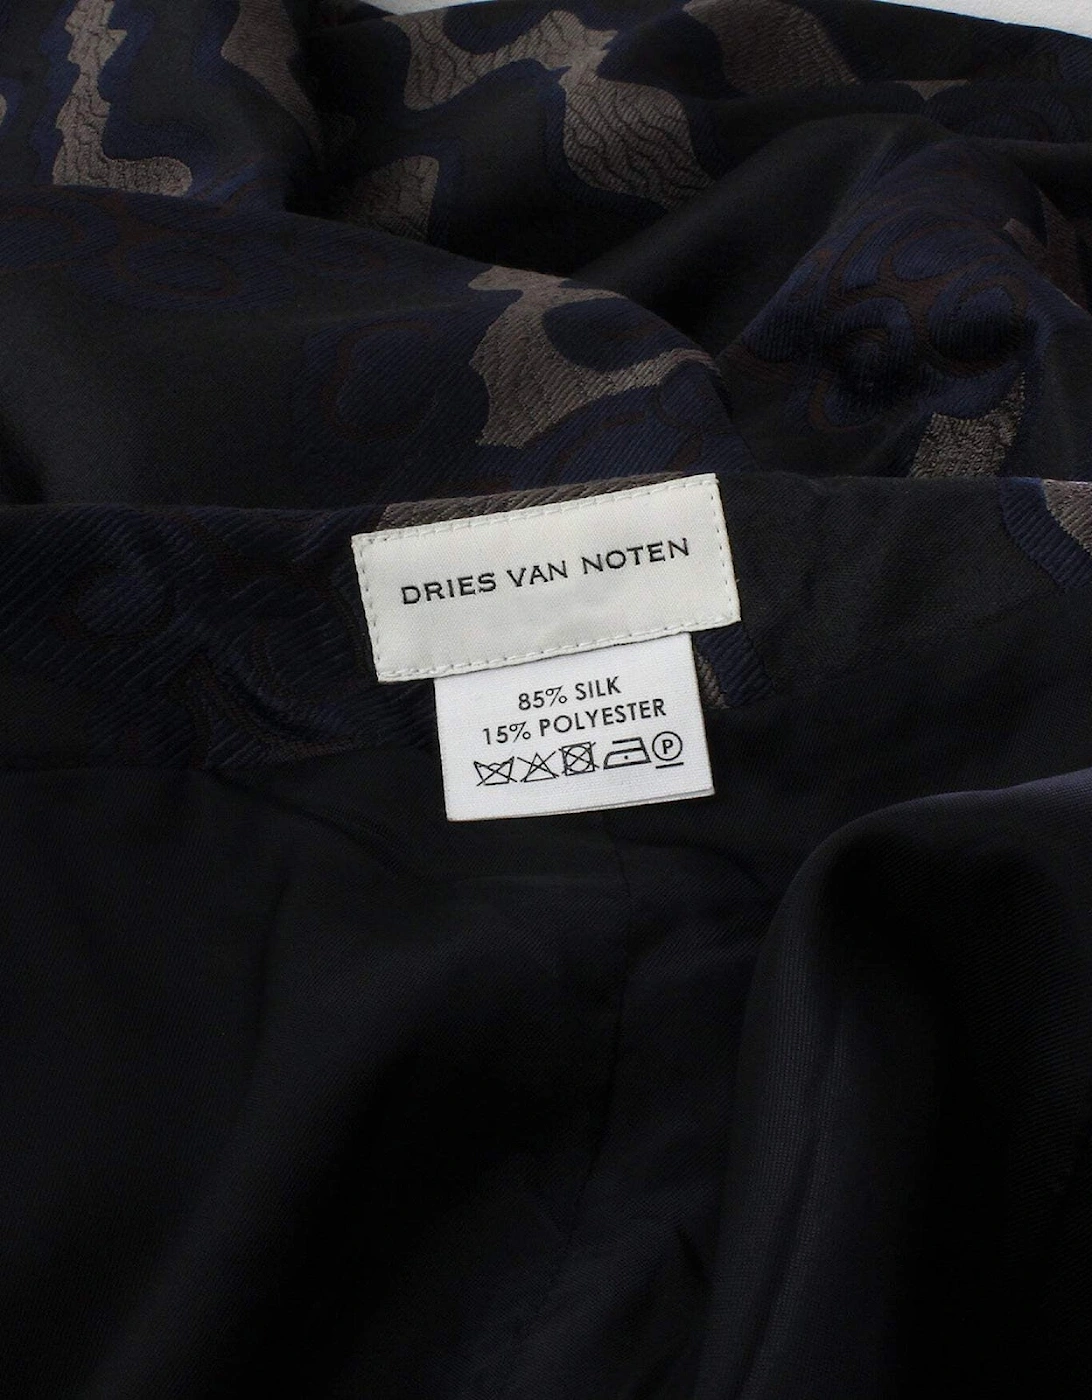 DRIES VAN NOTEN
85% SILK
15% POLYESTER
P